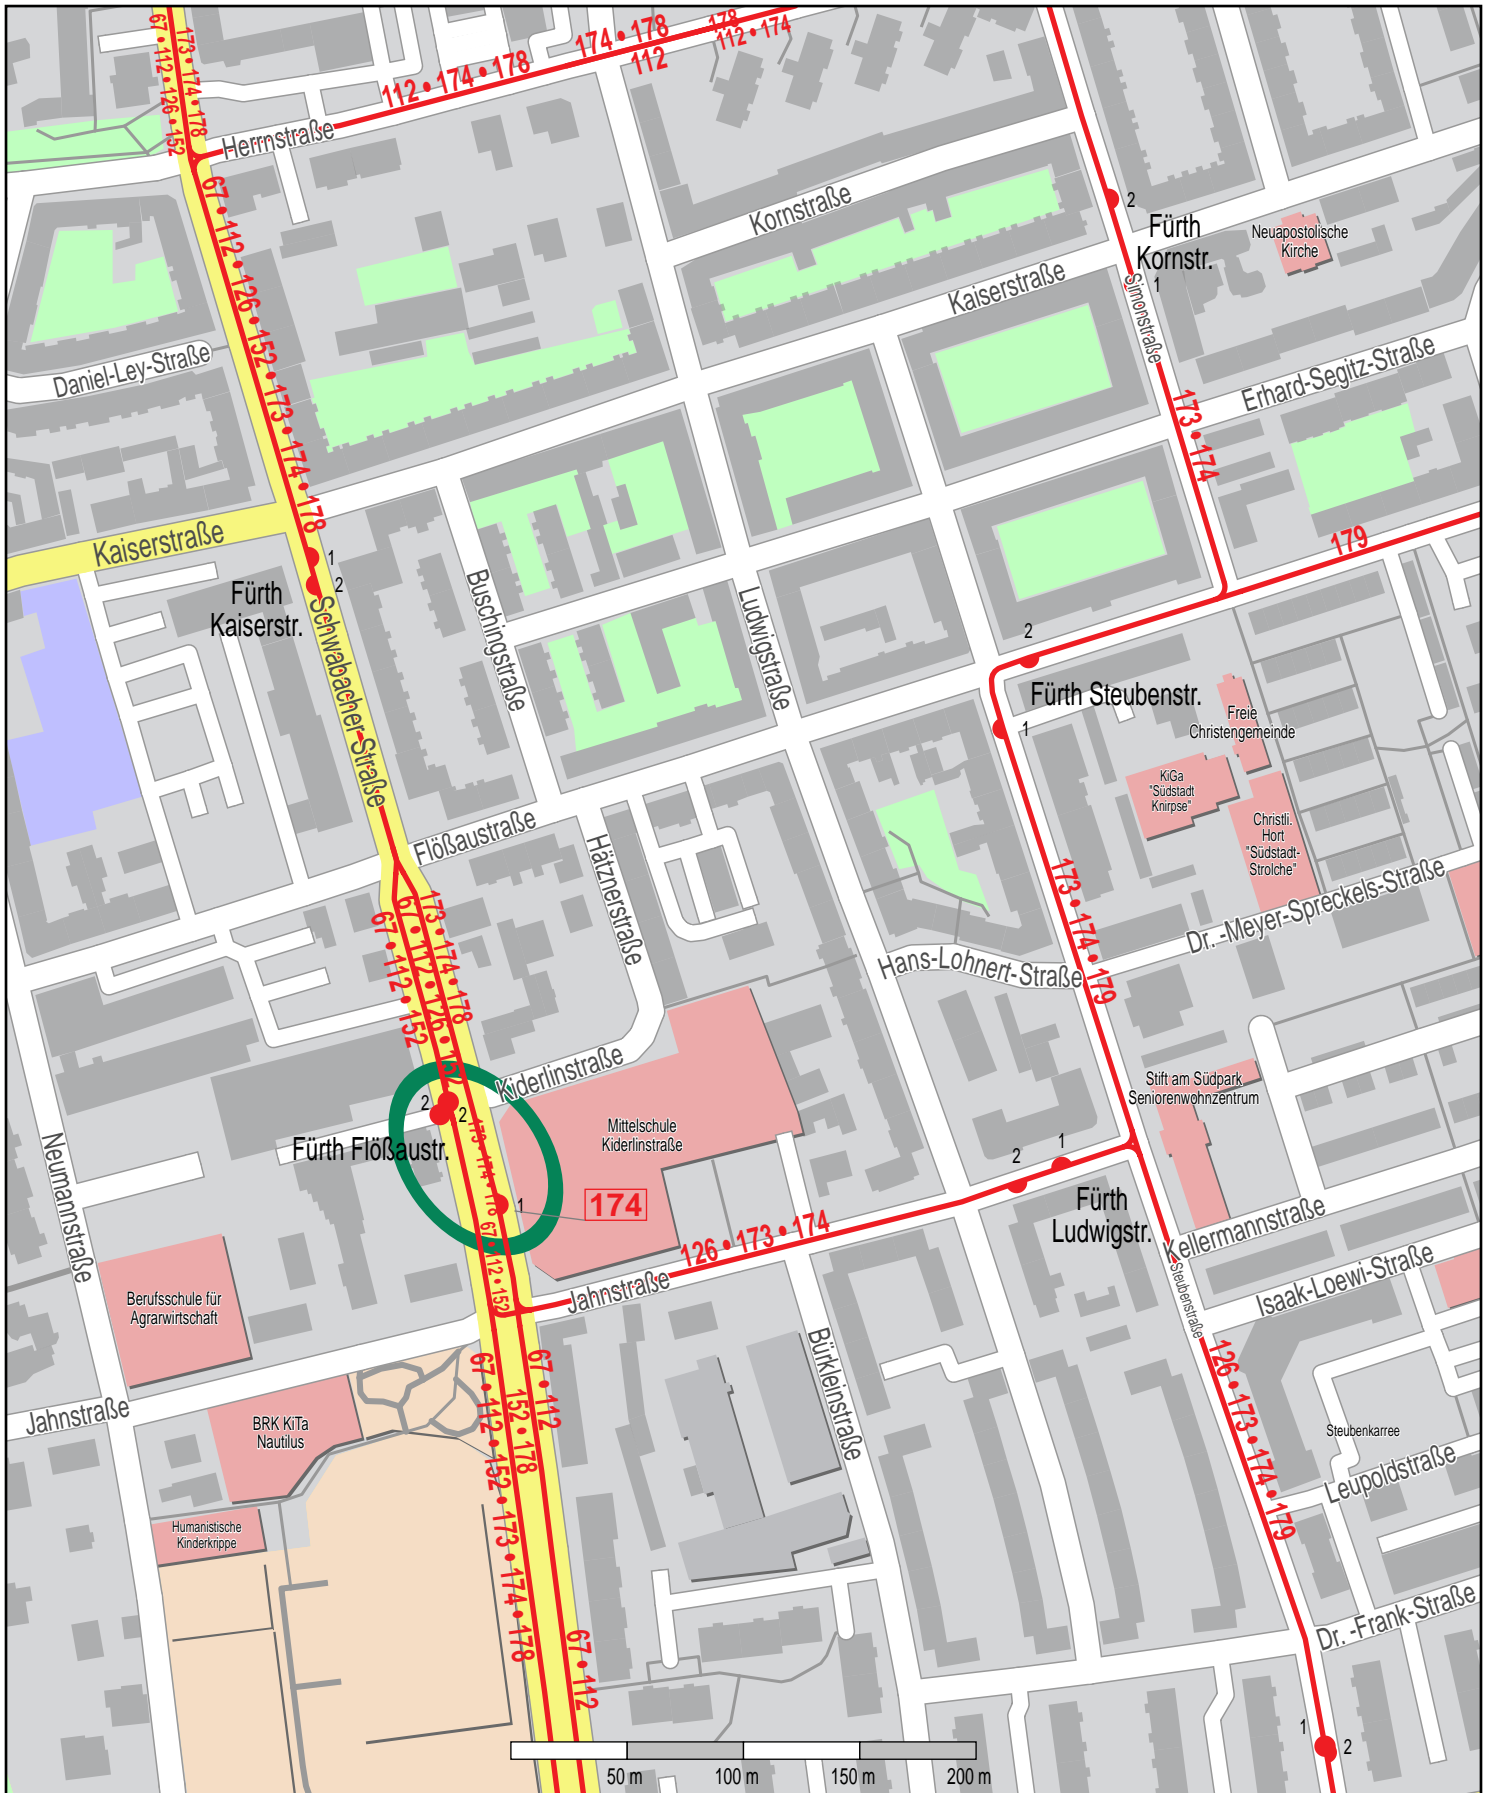 67•112•126•152
173•174•178
174•178
178
112•174
112
112•174•178
Herrnstraße
67•112•126•152•173•174•178
Kornstraße
2
Fürth
Kornstr.
1
Neuapostolische
Kirche
Kaiserstraße
Simonstraße
Daniel-Ley-Straße
Erhard-Segitz-Straße
173•174
Kaiserstraße
1
2
Fürth
Kaiserstr.
179
Schwabacher Straße
Buschingstraße
Ludwigstraße
2
Fürth Steubenstr.
1
Freie
Christengemeinde
KiGa
"Südstadt
Knirpse"
Christli.
Hort
"Südstadt-
Strolche"
Flößaustraße
Hätznerstraße
173•174•179
Dr. -Meyer-Spreckels-Straße
Hans-Lohnert-Straße
173•174•178
67•112•126•152
67•112•152
Kiderlinstraße
Stift am Südpark
Seniorenwohnzentrum
2
2
Fürth Flößaustr.
Mittelschule
Kiderlinstraße
173•174•178
1
174
Neumannstraße
1
2
Fürth
Ludwigstr.
126•173•174
67•112•152
Kellermannstraße
Isaak-Loewi-Straße
Steubenstraße
Berufsschule für
Agrarwirtschaft
Jahnstraße
Bürkleinstraße
67•112
152•178
67•112•152•173•174•178
126•173•174•179
Jahnstraße
BRK KiTa
Nautilus
Steubenkarree
Leupoldstraße
Humanistische
Kinderkrippe
67•112
Dr. -Frank-Straße
1
2
50 m
100 m
150 m
200 m